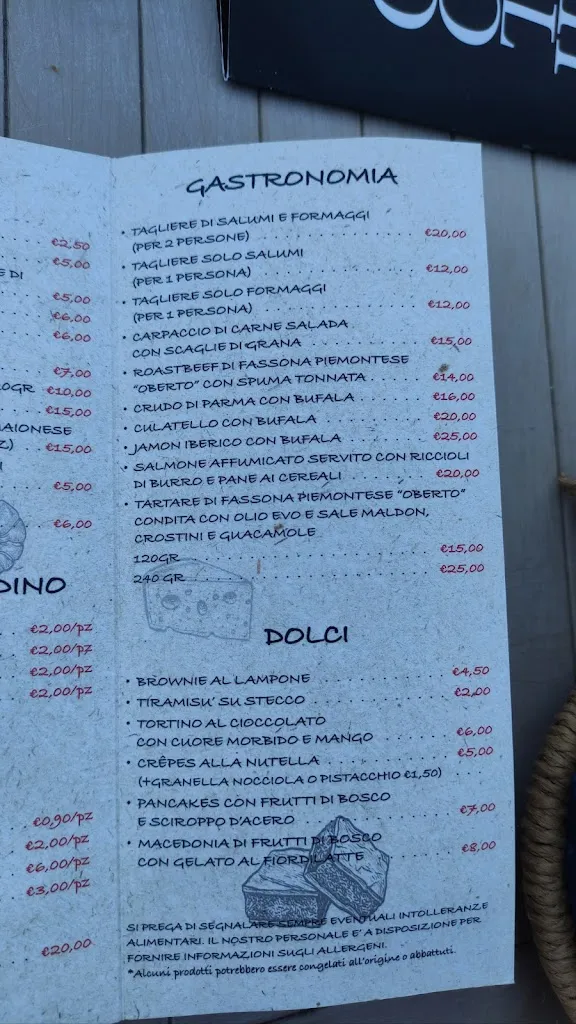 €2,50
€5,00
E DI
€5,00
€6,00
€6,00
€7,00
0GR €10,00
€15,00
AIONESE
Z.) €15,00
I
€5,00
€6,00
DINO
€2,00/PZ
€2,00/PZ
€2,00/PZ
€2,00/PZ
€0,90/PZ
€2,00/PZ
€6,00/PZ
€3,00/PZ
€20,00
GASTRONOMIA
• TAGLIERE DI SALUMI E FORMAGGI
(PER 2 PERSONE) €20,00
• TAGLIERE SOLO SALUMI
(PER 1 PERSONA) €12,00
• TAGLIERE SOLO FORMAGGI
(PER 1 PERSONA) €12,00
• CARPACCIO DI CARNE SALADA
CON SCAGLIE DI GRANA €15,00
• ROASTBEEF DI FASSONA PIEMONTESE
"OBERTO" CON SPUMA TONNATA €14,00
• CRUDO DI PARMA CON BUFALA €16,00
• CULATELLO CON BUFALA €20,00
• JAMON IBERICO CON BUFALA €25,00
• SALMONE AFFUMICATO SERVITO CON RICCIOLI
DI BURRO E PANE AI CEREALI €20,00
• TARTARE DI FASSONA PIEMONTESE "OBERTO"
CONDITA CON OLIO EVO E SALE MALDON,
CROSTINI E GUACAMOLE
120GR €15,00
240 GR €25,00
DOLCI
• BROWNIE AL LAMPONE €4,50
• TIRAMISU' SU STECCO €2,00
• TORTINO AL CIOCCOLATO
CON CUORE MORBIDO E MANGO €6,00
• CRÊPES ALLA NUTELLA €5,00
(+GRANELLA NOCCIOLA O PISTACCHIO €1,50)
• PANCAKES CON FRUTTI DI BOSCO
E SCIROPPO D'ACERO €7,00
• MACEDONIA DI FRUTTI DI BOSCO
CON GELATO AL FIORDILATTE €8,00
SI PREGA DI SEGNALARE SEMPRE EVENTUALI INTOLLERANZE
ALIMENTARI. IL NOSTRO PERSONALE E' A DISPOSIZIONE PER
FORNIRE INFORMAZIONI SUGLI ALLERGENI.
*Alcuni prodotti potrebbero essere congelati all'origine o abbattuti.